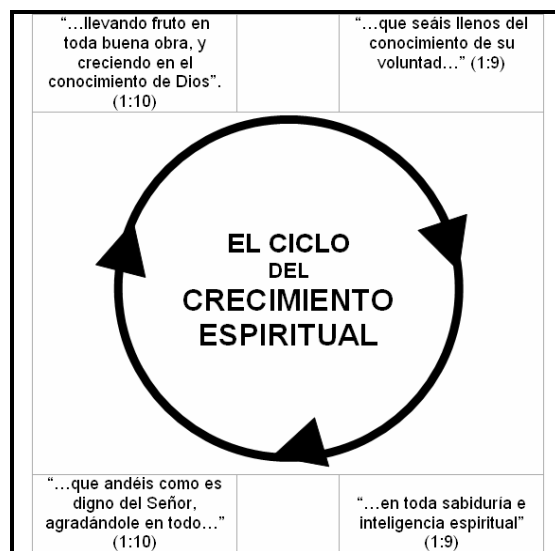 “…llevando fruto en
toda buena obra, y
creciendo en el
conocimiento de Dios”.
(1:10)
“…que seáis llenos del
conocimiento de su
voluntad…” (1:9)
EL CICLO
DEL
CRECIMIENTO
ESPIRITUAL
“…que andéis como es
digno del Señor,
agradándole en todo…”
(1:10)
“…en toda sabiduría e
inteligencia espiritual”
(1:9)